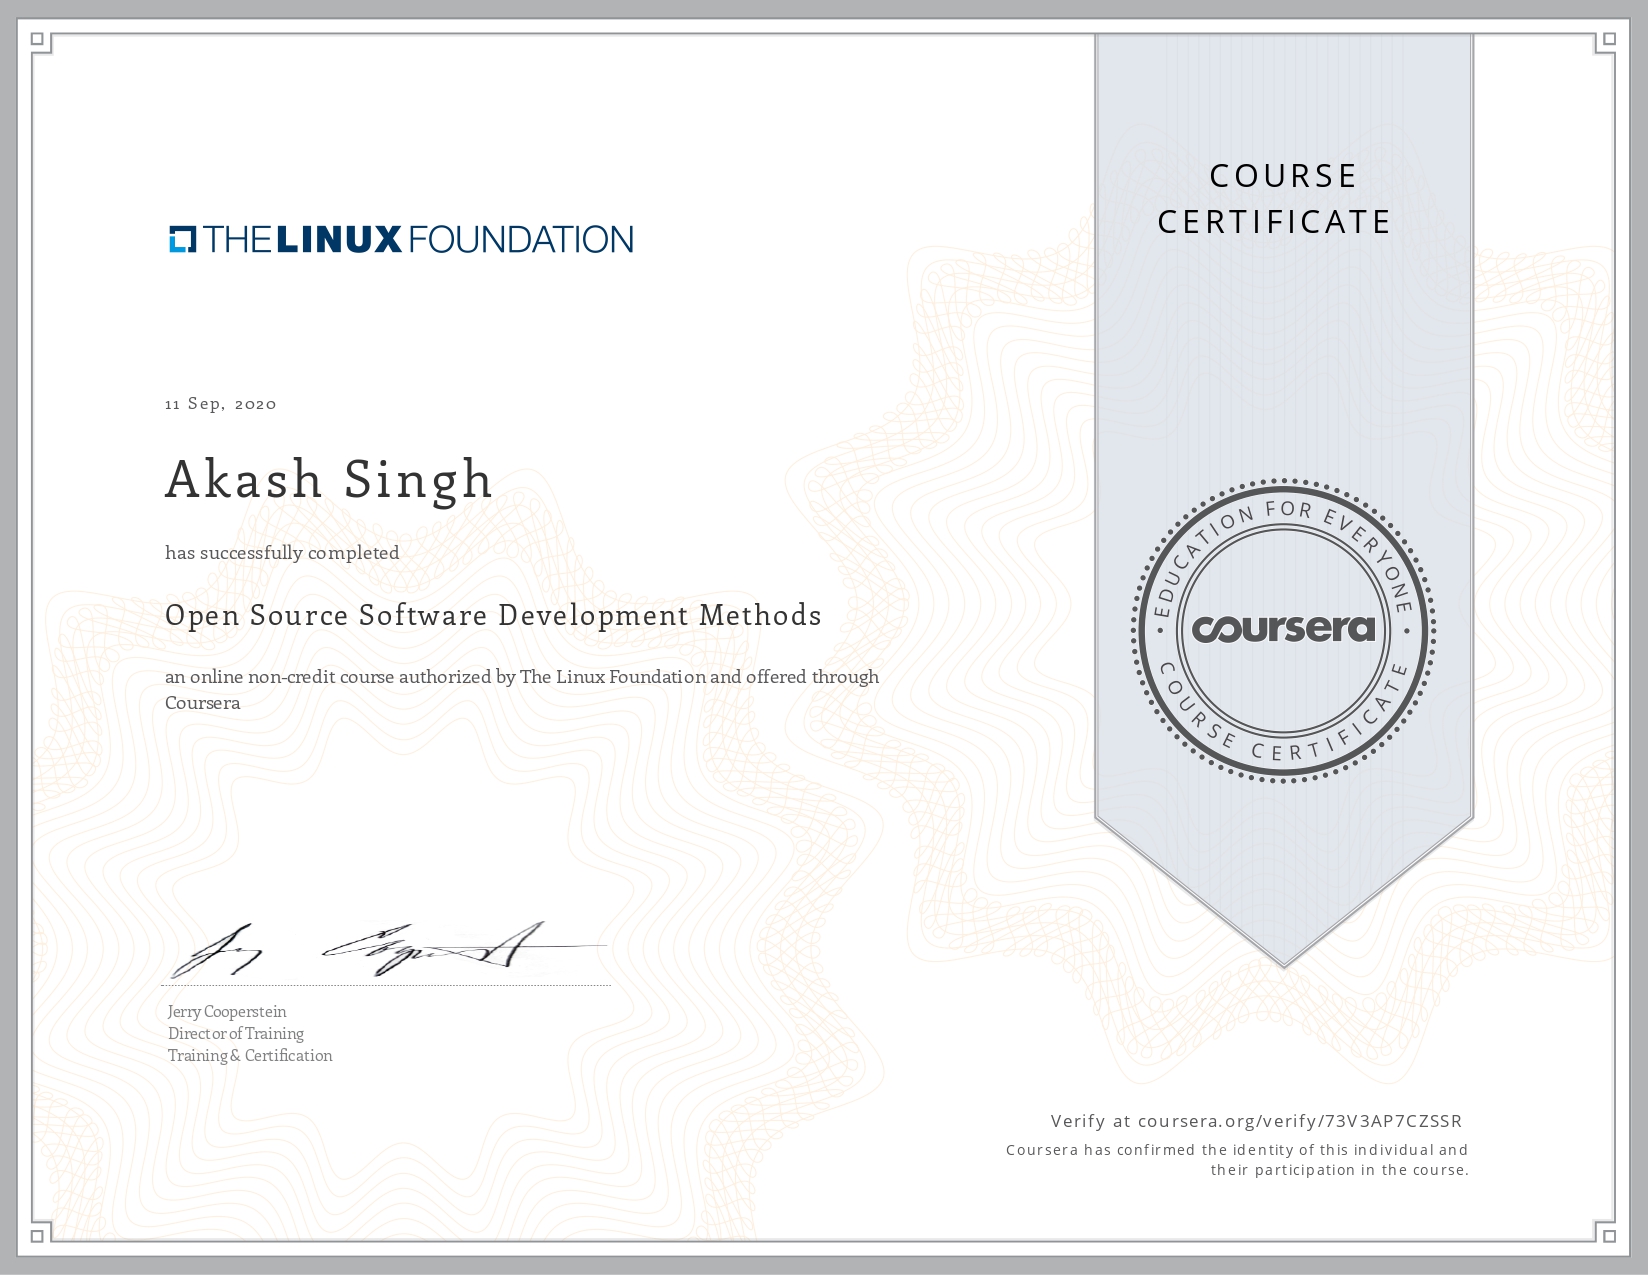 THE LINUX FOUNDATION
11 Sep, 2020
Akash Singh
has successfully completed
Open Source Software Development Methods
an online non-credit course authorized by The Linux Foundation and offered through
Coursera
Jerry Cooperstein
Director of Training
Training & Certification
COURSE
CERTIFICATE
EDUCATION FOR EVERYONE
coursera
COURSE CERTIFICATE
Verify at coursera.org/verify/73V3AP7CZSSR
Coursera has confirmed the identity of this individual and
their participation in the course.